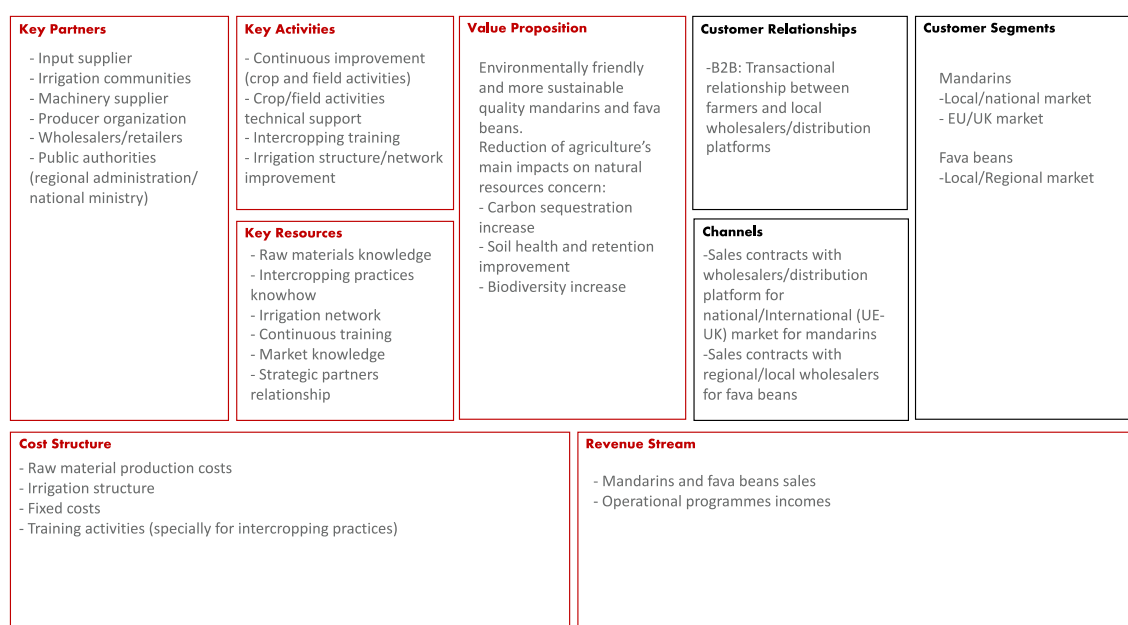 Key Partners
- Input supplier
- Irrigation communities
- Machinery supplier
- Producer organization
- Wholesalers/retailers
- Public authorities
(regional administration/
national ministry)
Key Activities
- Continuous improvement
(crop and field activities)
- Crop/field activities
technical support
- Intercropping training
- Irrigation structure/network
improvement
Key Resources
- Raw materials knowledge
- Intercropping practices
knowhow
- Irrigation network
- Continuous training
- Market knowledge
- Strategic partners
relationship
Value Proposition
Environmentally friendly
and more sustainable
quality mandarins and fava
beans.
Reduction of agriculture’s
main impacts on natural
resources concern:
- Carbon sequestration
increase
- Soil health and retention
improvement
- Biodiversity increase
Customer Relationships
-B2B: Transactional
relationship between
farmers and local
wholesalers/distribution
platforms
Channels
-Sales contracts with
wholesalers/distribution
platform for
national/International (UE-
UK) market for mandarins
-Sales contracts with
regional/local wholesalers
for fava beans
Customer Segments
Mandarins
-Local/national market
- EU/UK market
Fava beans
-Local/Regional market
Cost Structure
- Raw material production costs
- Irrigation structure
- Fixed costs
- Training activities (specially for intercropping practices)
Revenue Stream
- Mandarins and fava beans sales
- Operational programmes incomes